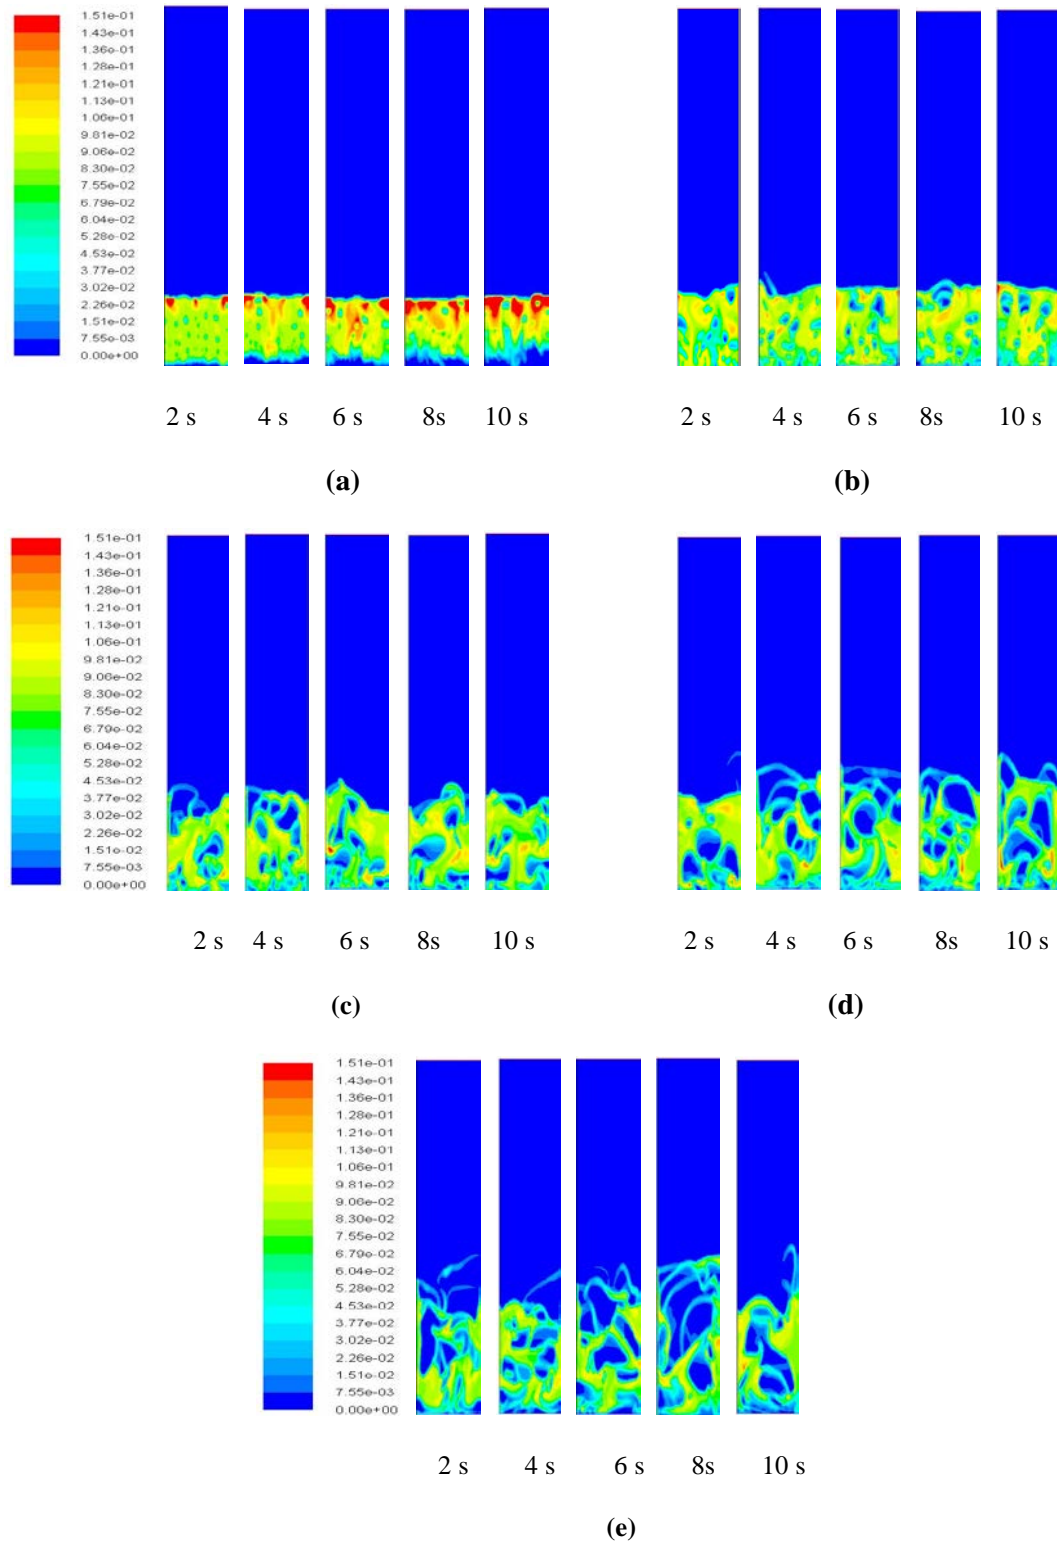 1.51e-01
1.43e-01
1.36e-01
1.28e-01
1.21e-01
1.13e-01
1.06e-01
9.81e-02
9.06e-02
8.30e-02
7.55e-02
6.79e-02
6.04e-02
5.28e-02
4.53e-02
3.77e-02
3.02e-02
2.26e-02
1.51e-02
7.55e-03
0.00e+00
2 s 4 s 6 s 8s 10 s
2 s 4 s 6 s 8s 10 s
(a)
(b)
1.51e-01
1.43e-01
1.36e-01
1.28e-01
1.21e-01
1.13e-01
1.06e-01
9.81e-02
9.06e-02
8.30e-02
7.55e-02
6.79e-02
6.04e-02
5.28e-02
4.53e-02
3.77e-02
3.02e-02
2.26e-02
1.51e-02
7.55e-03
0.00e+00
2 s 4 s 6 s 8s 10 s
2 s 4 s 6 s 8s 10 s
(c)
(d)
1.51e-01
1.43e-01
1.36e-01
1.28e-01
1.21e-01
1.13e-01
1.06e-01
9.81e-02
9.06e-02
8.30e-02
7.55e-02
6.79e-02
6.04e-02
5.28e-02
4.53e-02
3.77e-02
3.02e-02
2.26e-02
1.51e-02
7.55e-03
0.00e+00
2 s 4 s 6 s 8s 10 s
(e)